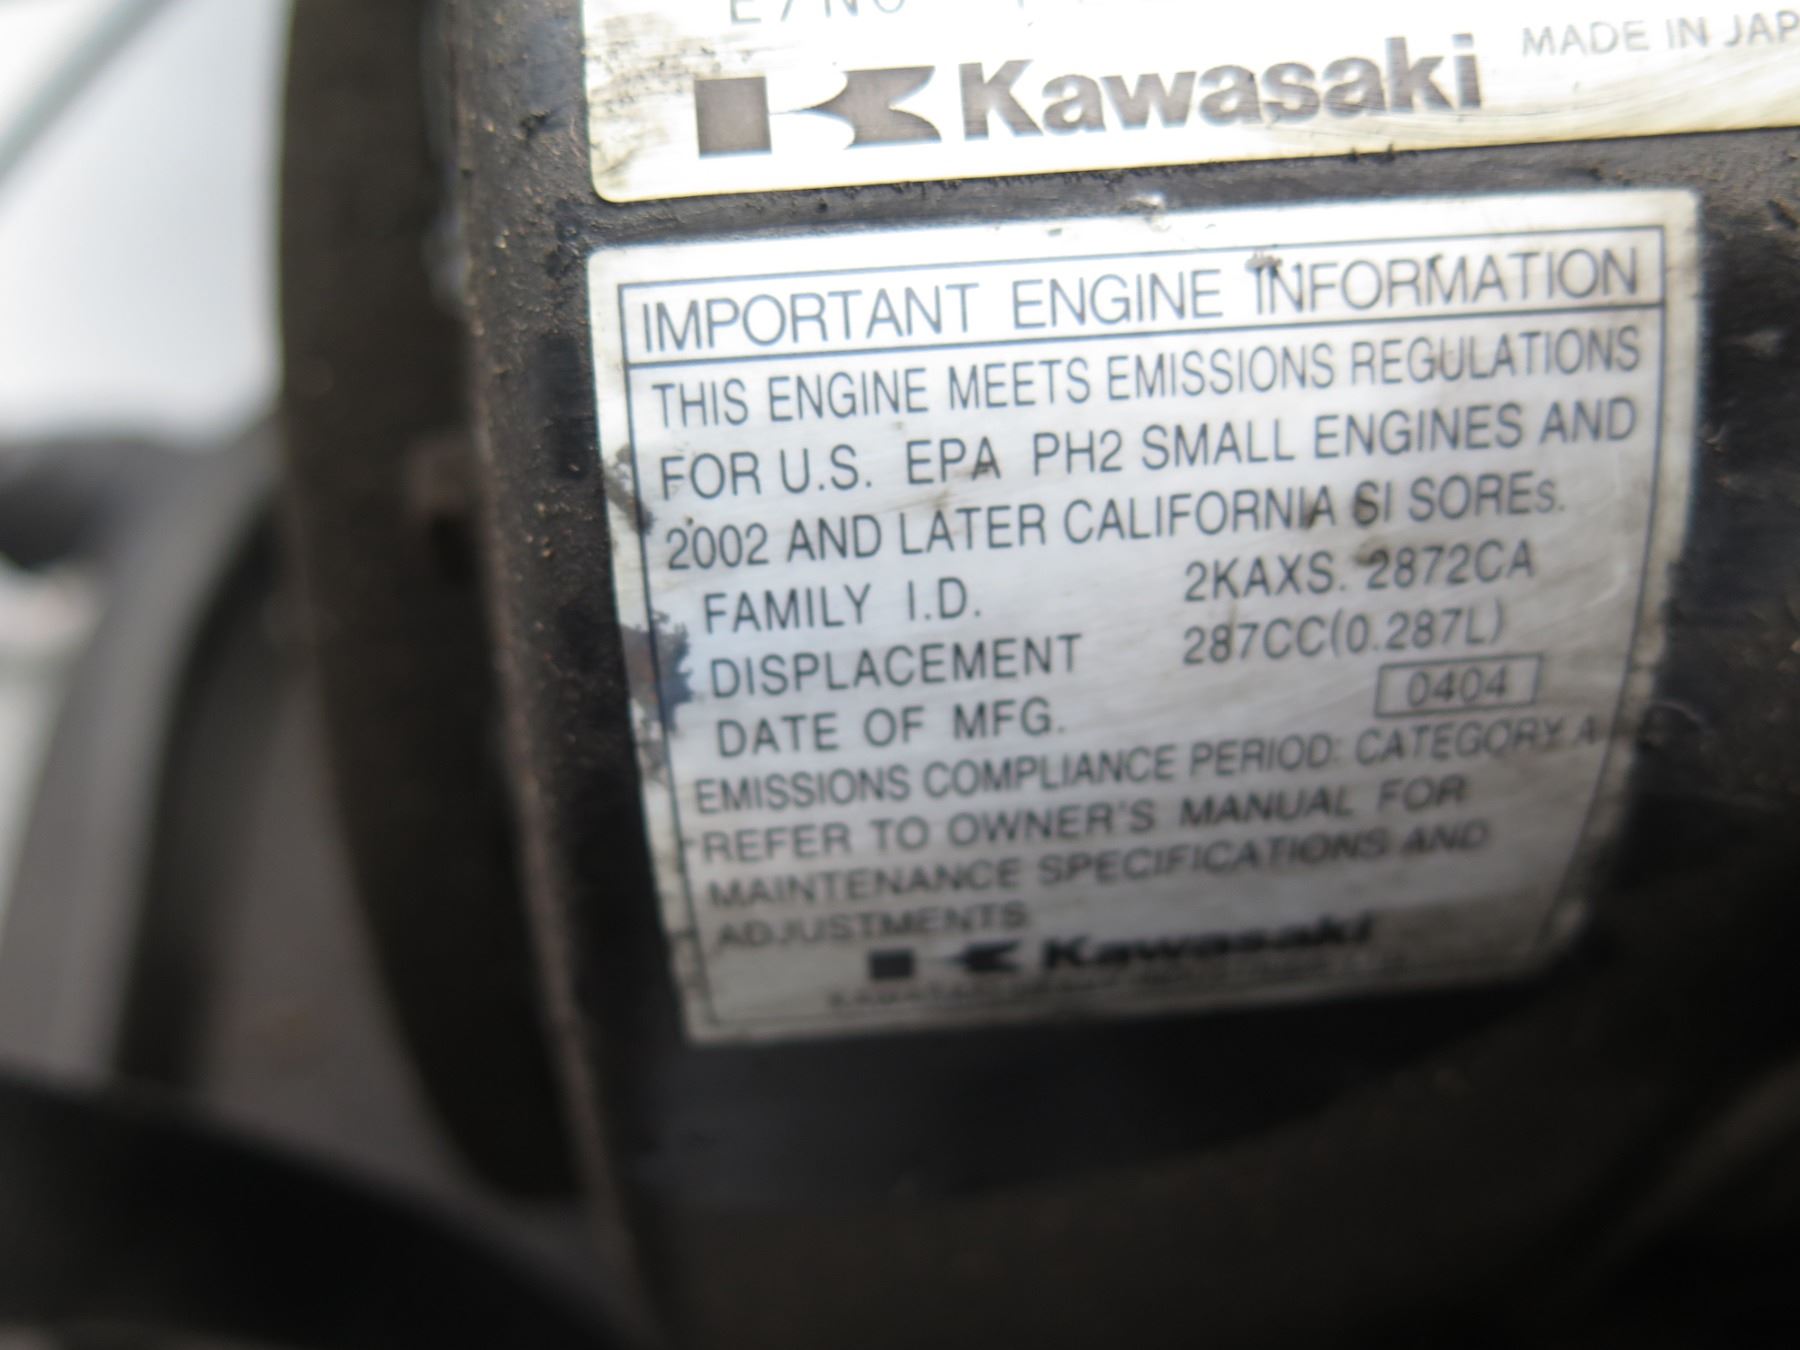 E/NO
Kawasaki MADE IN JAP
IMPORTANT ENGINE INFORMATION
THIS ENGINE MEETS EMISSIONS REGULATIONS
FOR U.S. EPA PH2 SMALL ENGINES AND
2002 AND LATER CALIFORNIA SI SOREs.
FAMILY I.D. 2KAXS. 2872CA
DISPLACEMENT 287CC(0.287L)
DATE OF MFG. 0404
EMISSIONS COMPLIANCE PERIOD: CATEGORY A
REFER TO OWNER'S MANUAL FOR
MAINTENANCE SPECIFICATIONS AND
ADJUSTMENTS
Kawasaki